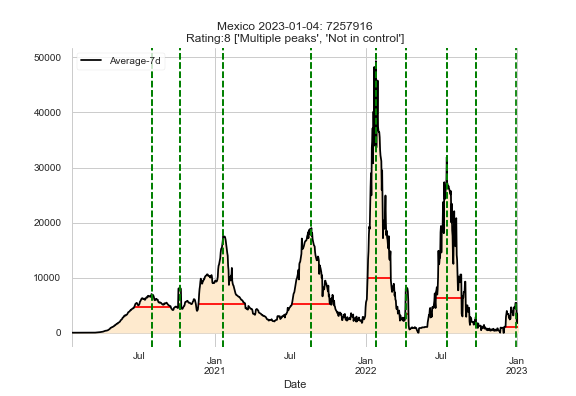 Mexico 2023-01-04: 7257916
Rating:8 ['Multiple peaks', 'Not in control']
Average-7d
50000
40000
30000
20000
10000
0
Jul
Jan
2021
Jul
Jan
2022
Jul
Jan
2023
Date